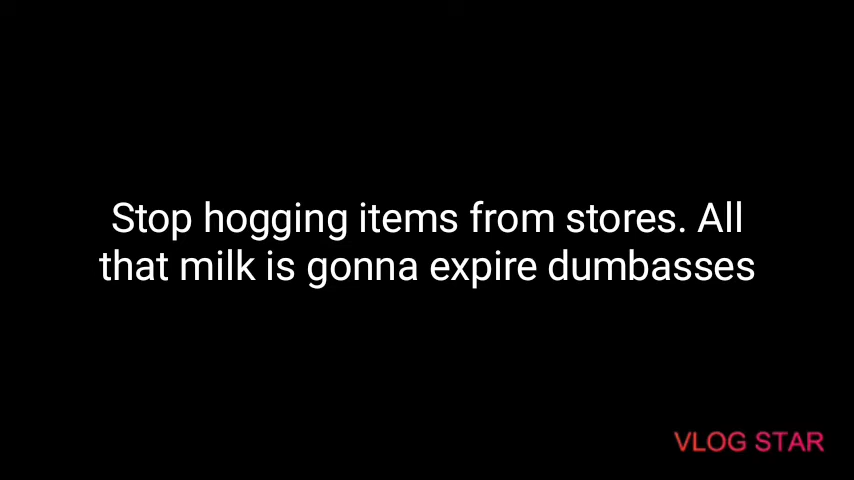 Stop hogging items from stores. All
that milk is gonna expire dumbasses
VLOG STAR